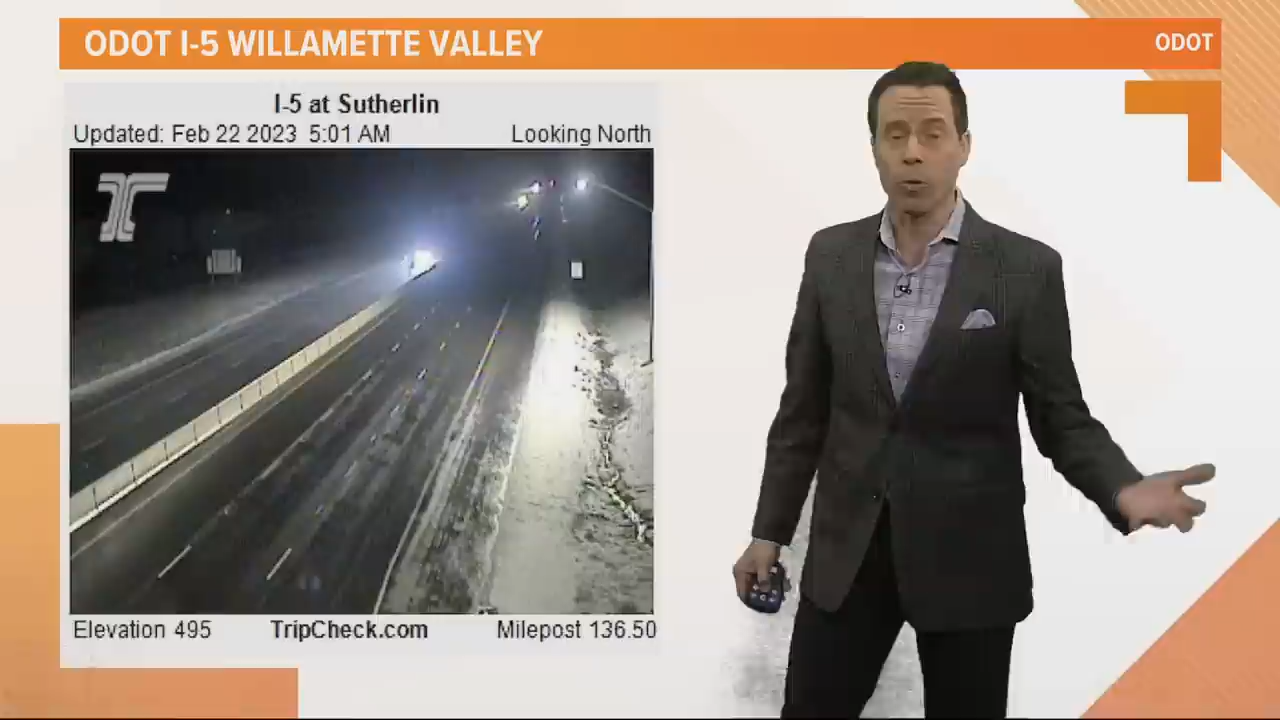 ODOT I-5 WILLAMETTE VALLEY
ODOT
I-5 at Sutherlin
Updated: Feb 22 2023 5:01 AM
Looking North
Elevation 495
TripCheck.com
Milepost 136.50